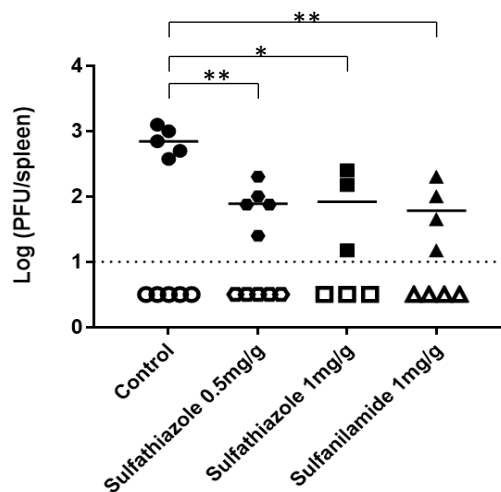 **
*
**
4
3
2
1
0
Log (PFU/spleen)
Control
Sulfathiazole 0.5mg/g
Sulfathiazole 1mg/g
Sulfanilamide 1mg/g